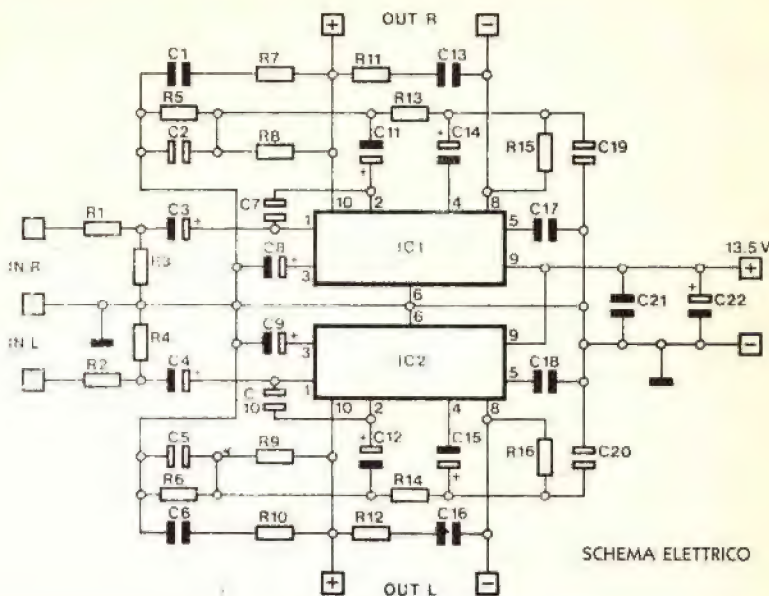 OUT R
C1 R7 R11 C13
R5 R13
C2 R8 C11 C14 R15 C19
C7
R1 C3 10 2 4 8
1 IC1 5 C17
IN R R3 C8 3 9 13.5 V
6
6 C21 C22
IN L R4 C9 3 IC2 9
R2 C4 1 5 C18
C10 10 2 4 8
C5 R9 C12 C15 R16 C20
R6 R14
C6 R10 R12 C16
SCHEMA ELETTRICO
OUT L